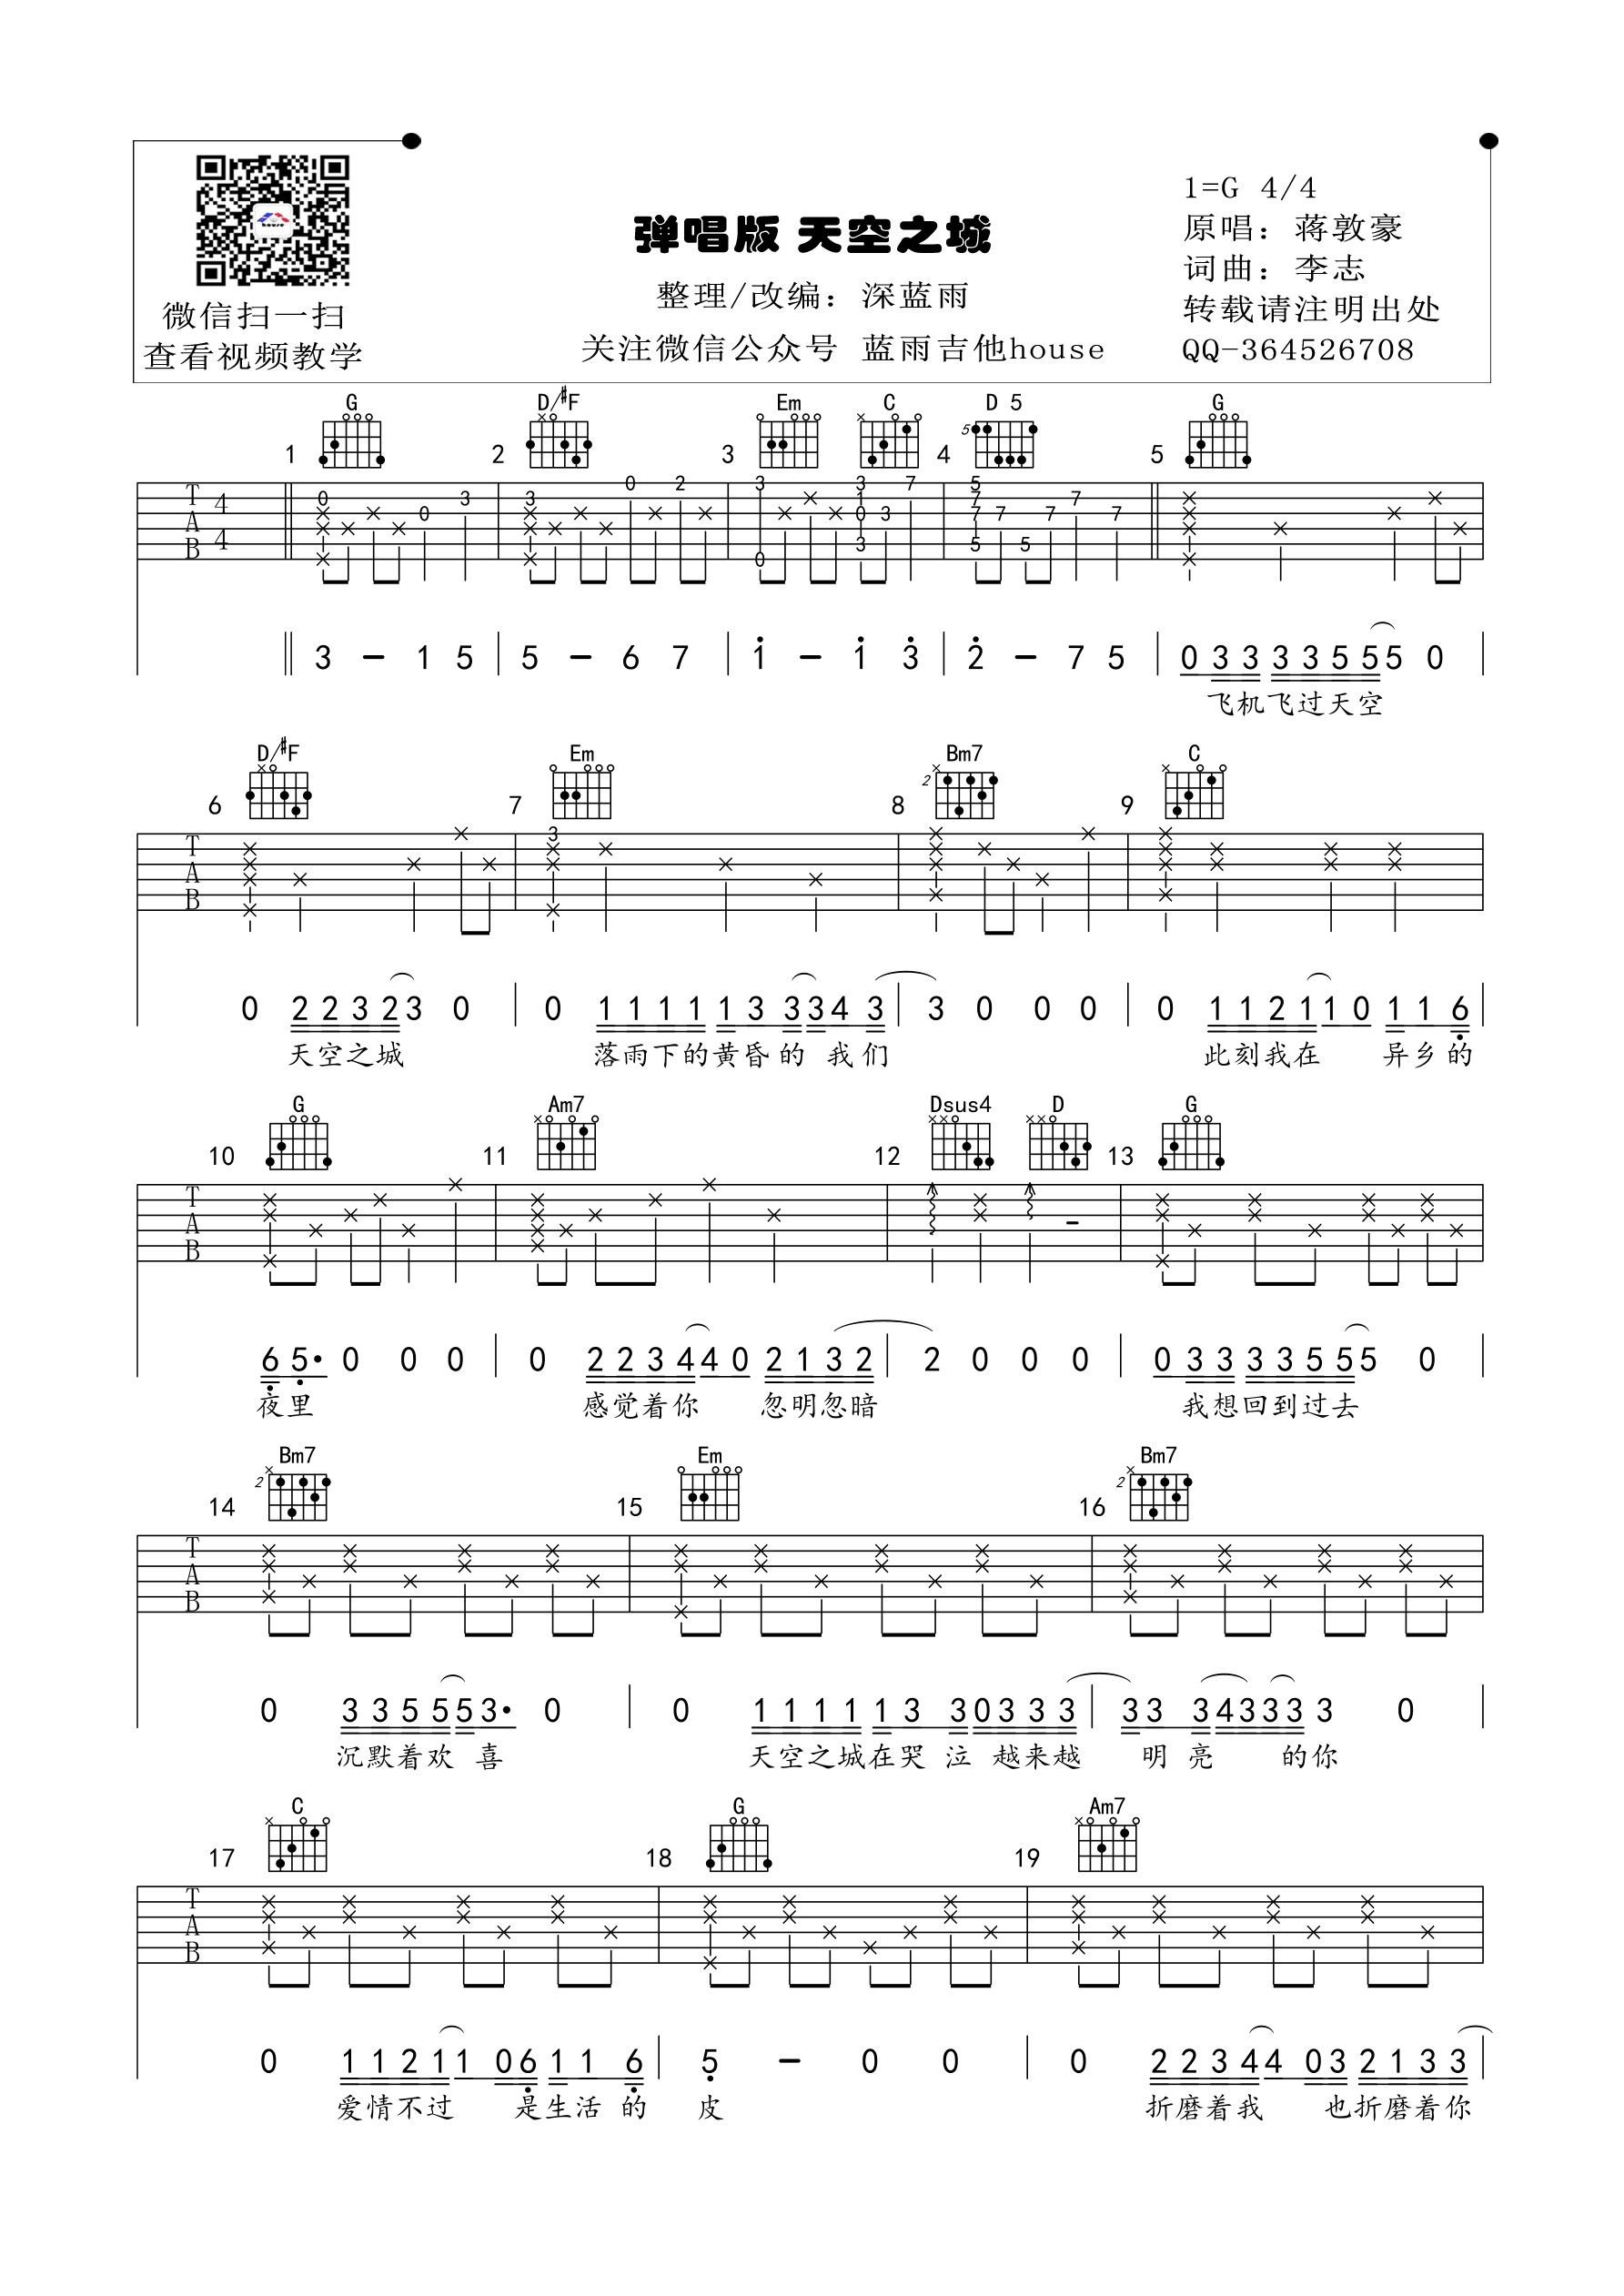 微信扫一扫
查看视频教学
弹唱版 天空之城
整理/改编：深蓝雨
关注微信公众号 蓝雨吉他house
1=G 4/4
原唱：蒋敦豪
词曲：李志
转载请注明出处
QQ-364526708
G D/#F Em C D 5 G
1 2 3 4 5
T A B 4 4
3 - 1 5 | 5 - 6 7 | 1 - 1 3 | 2 - 7 5 | 0 3 3 3 3 5 5 5 0
飞机飞过天空
D/#F Em Bm7 C
6 7 8 9
T A B
0 2 2 3 2 3 0 | 0 1 1 1 1 1 3 3 3 4 3 | 3 0 0 0 | 0 1 1 2 1 1 0 1 1 6
天空之城 落雨下的黄昏的 我们 此刻我在 异乡的
G Am7 Dsus4 D G
10 11 12 13
T A B
6 5· 0 0 0 | 0 2 2 3 4 4 0 2 1 3 2 | 2 0 0 0 | 0 3 3 3 3 5 5 5 0
夜里 感觉着你 忽明忽暗 我想回到过去
Bm7 Em Bm7
14 15 16
T A B
0 3 3 5 5 5 3· 0 | 0 1 1 1 1 1 3 3 0 3 3 3 | 3 3 3 4 3 3 3 0
沉默着欢 喜 天空之城在哭 泣 越来越 明 亮 的你
C G Am7
17 18 19
T A B
0 1 1 2 1 1 0 6 1 1 6 | 5 - 0 0 | 0 2 2 3 4 4 0 3 2 1 3 3
爱情不过 是生活 的 皮 折磨着我 也折磨着你